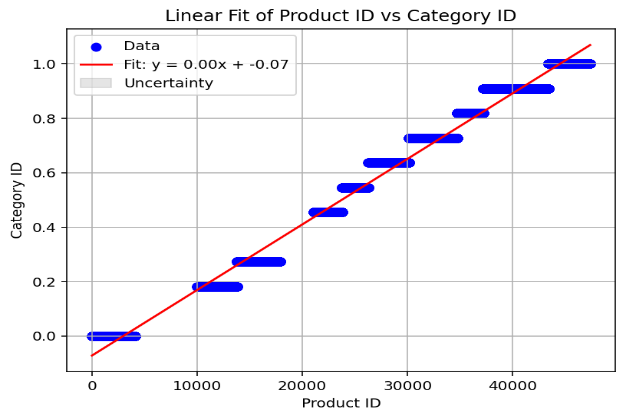 Linear Fit of Product ID vs Category ID
Data
Fit: y = 0.00x + -0.07
Uncertainty
Category ID
1.0
0.8
0.6
0.4
0.2
0.0
0 10000 20000 30000 40000
Product ID